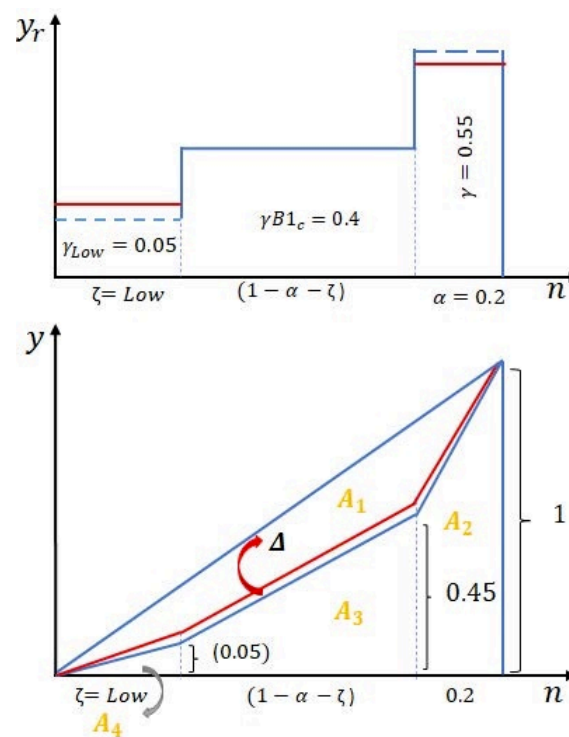 y_r
γ_Low = 0.05
γB1_c = 0.4
γ = 0.55
ζ= Low
(1 - α - ζ)
α = 0.2
n
y
A_1
A_2
1
Δ
0.45
A_3
(0.05)
ζ= Low
(1 - α - ζ)
0.2
n
A_4